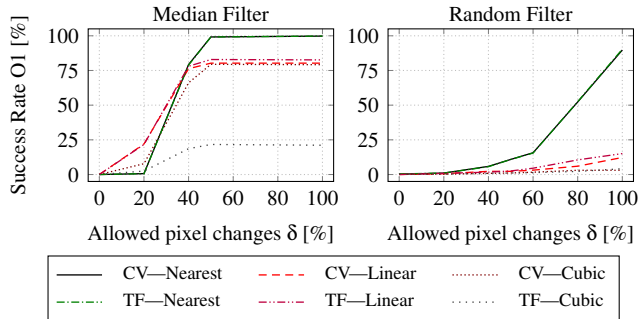 Median Filter
Random Filter
Success Rate O1 [%]
100
75
50
25
0
100
75
50
25
0
0 20 40 60 80 100
0 20 40 60 80 100
Allowed pixel changes δ [%]
Allowed pixel changes δ [%]
CV—Nearest CV—Linear CV—Cubic
TF—Nearest TF—Linear TF—Cubic